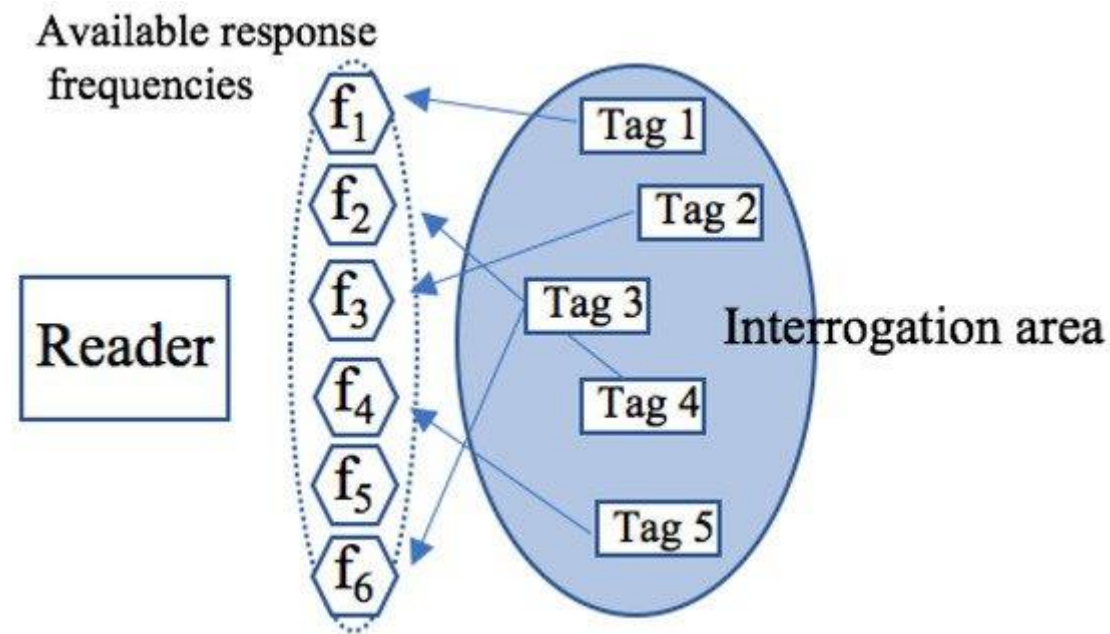 Available response
frequencies
f₁
f₂
f₃
f₄
f₅
f₆
Reader
Tag 1
Tag 2
Tag 3
Tag 4
Tag 5
Interrogation area